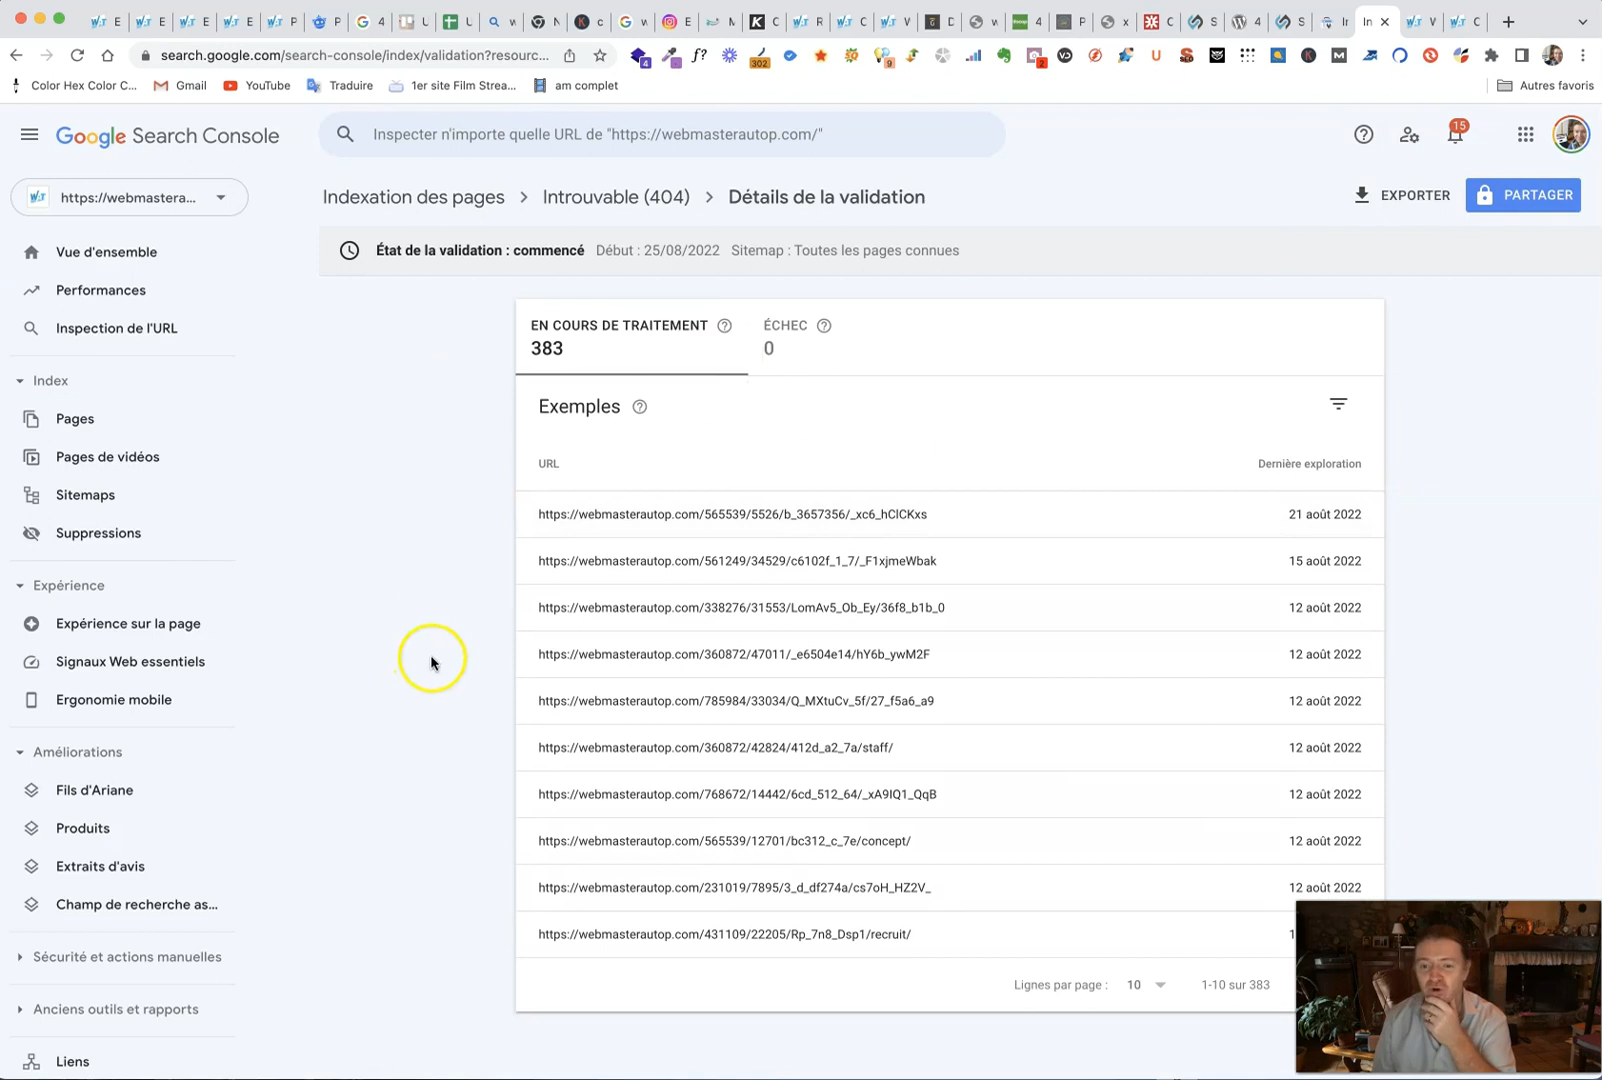 search.google.com/search-console/index/validation?resourc...
302
4
9
2
Color Hex Color C...
Gmail
YouTube
Traduire
1er site Film Strea...
am complet
Autres favoris
Google Search Console
Inspecter n'importe quelle URL de "https://webmasterautop.com/"
15
https://webmastera...
Indexation des pages > Introuvable (404) > Détails de la validation
EXPORTER
PARTAGER
État de la validation : commencé Début : 25/08/2022 Sitemap : Toutes les pages connues
Vue d'ensemble
Performances
Inspection de l'URL
Index
Pages
Pages de vidéos
Sitemaps
Suppressions
Expérience
Expérience sur la page
Signaux Web essentiels
Ergonomie mobile
Améliorations
Fils d'Ariane
Produits
Extraits d'avis
Champ de recherche as...
Sécurité et actions manuelles
Anciens outils et rapports
Liens
EN COURS DE TRAITEMENT
383
ÉCHEC
0
Exemples
URL
Dernière exploration
https://webmasterautop.com/565539/5526/b_3657356/_xc6_hClCKxs
21 août 2022
https://webmasterautop.com/561249/34529/c6102f_1_7/_F1xjmeWbak
15 août 2022
https://webmasterautop.com/338276/31553/LomAv5_Ob_Ey/36f8_b1b_0
12 août 2022
https://webmasterautop.com/360872/47011/_e6504e14/hY6b_ywM2F
12 août 2022
https://webmasterautop.com/785984/33034/Q_MXtuCv_5f/27_f5a6_a9
12 août 2022
https://webmasterautop.com/360872/42824/412d_a2_7a/staff/
12 août 2022
https://webmasterautop.com/768672/14442/6cd_512_64/_xA9IQ1_QqB
12 août 2022
https://webmasterautop.com/565539/12701/bc312_c_7e/concept/
12 août 2022
https://webmasterautop.com/231019/7895/3_d_df274a/cs7oH_HZ2V_
12 août 2022
https://webmasterautop.com/431109/22205/Rp_7n8_Dsp1/recruit/
Lignes par page : 10
1-10 sur 383